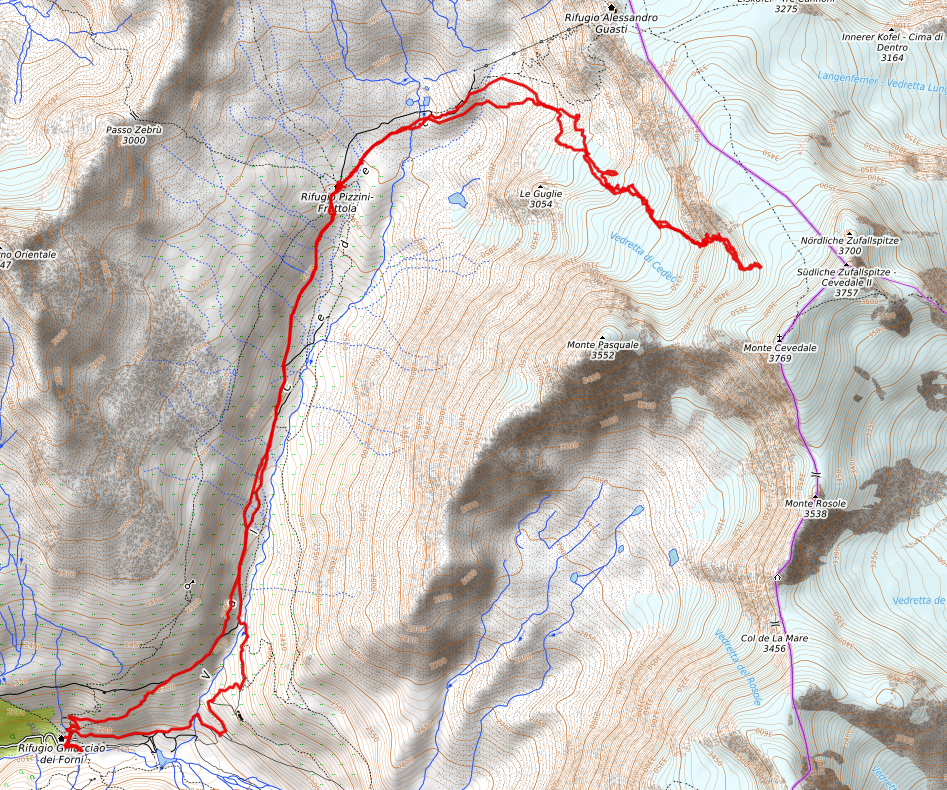 3275
Rifugio Alessandro
Guasti
Innerer Kofel - Cima di
Dentro
3164
Langenferner - Vedretta Lung
Passo Zebrù
3000
Rifugio Pizzini-
Frattola
Le Guglie
3054
Vedretta di Cedèc
Nördliche Zufallspitze
3700
Südliche Zufallspitze -
Cevedale II
3757
no Orientale
47
Monte Pasquale
3552
Monte Cevedale
3769
Monte Rosole
3538
Vedretta de
Col de La Mare
3456
Vedretta del Rosole
V
a
l
l
e
d
e
C
e
Rifugio Ghiacciao
dei Forni